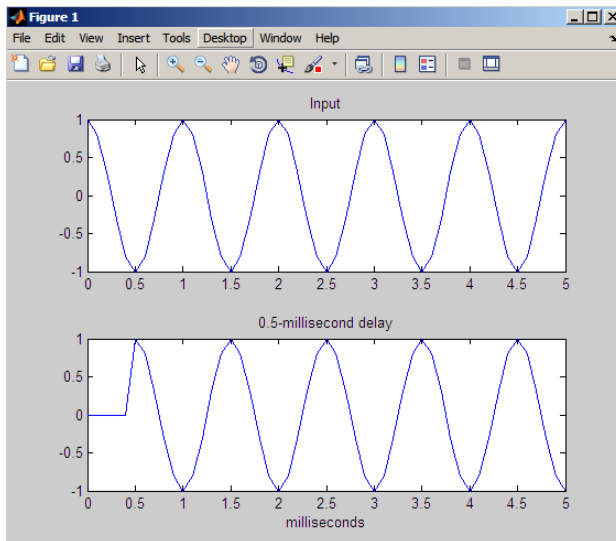 Figure 1
File Edit View Insert Tools Desktop Window Help
Input
1
0.5
0
-0.5
-1
0 0.5 1 1.5 2 2.5 3 3.5 4 4.5 5
0.5-millisecond delay
1
0.5
0
-0.5
-1
0 0.5 1 1.5 2 2.5 3 3.5 4 4.5 5
milliseconds